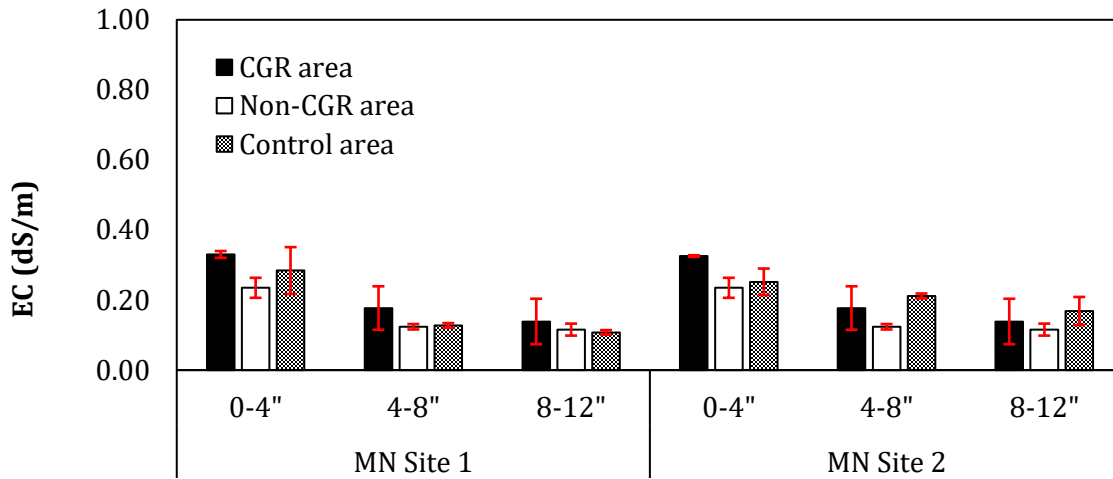 1.00
0.80
0.60
0.40
0.20
0.00
EC (dS/m)
CGR area
Non-CGR area
Control area
0-4" 4-8" 8-12" 0-4" 4-8" 8-12"
MN Site 1 MN Site 2